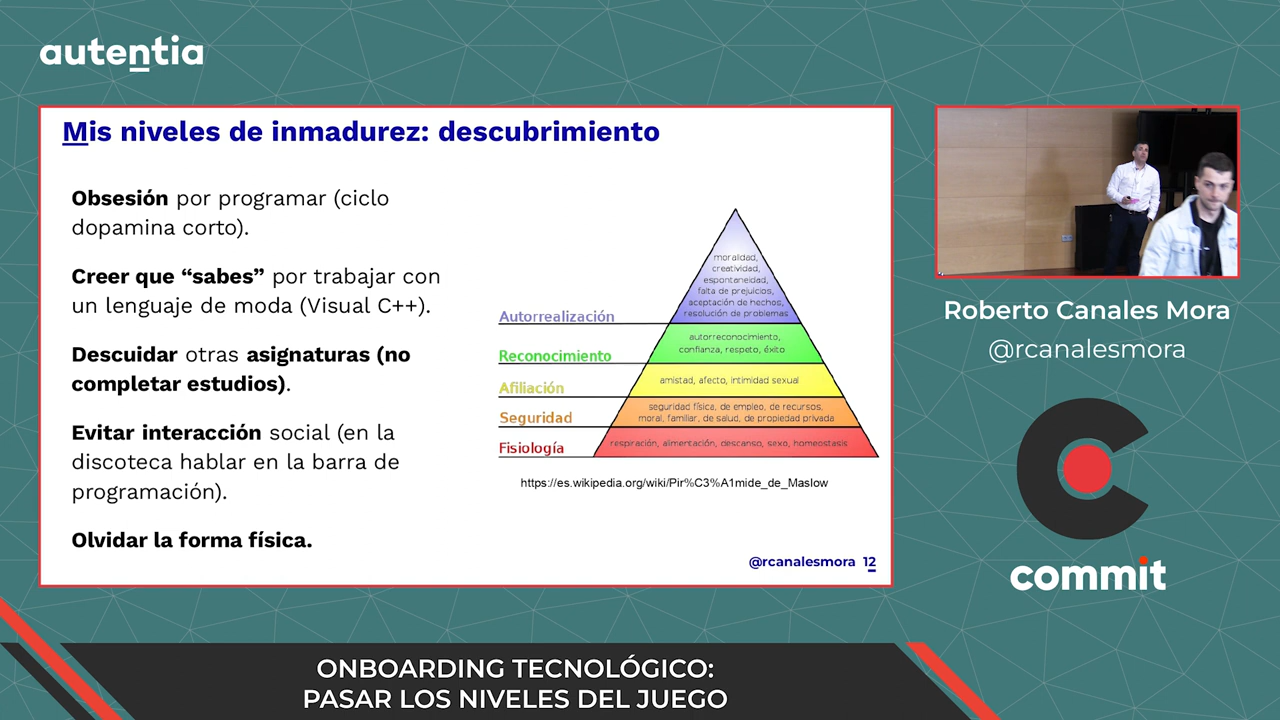 autentia
Mis niveles de inmadurez: descubrimiento
Obsesión por programar (ciclo
dopamina corto).
Creer que “sabes” por trabajar con
un lenguaje de moda (Visual C++).
Descuidar otras asignaturas (no
completar estudios).
Evitar interacción social (en la
discoteca hablar en la barra de
programación).
Olvidar la forma física.
moralidad,
creatividad,
espontaneidad,
falta de prejuicios,
aceptación de hechos,
resolución de problemas
Autorrealización
autorreconocimiento,
confianza, respeto, éxito
Reconocimiento
amistad, afecto, intimidad sexual
Afiliación
seguridad física, de empleo, de recursos,
moral, familiar, de salud, de propiedad privada
Seguridad
respiración, alimentación, descanso, sexo, homeostasis
Fisiología
https://es.wikipedia.org/wiki/Pir%C3%A1mide_de_Maslow
@rcanalesmora 12
Roberto Canales Mora
@rcanalesmora
commit
ONBOARDING TECNOLÓGICO:
PASAR LOS NIVELES DEL JUEGO